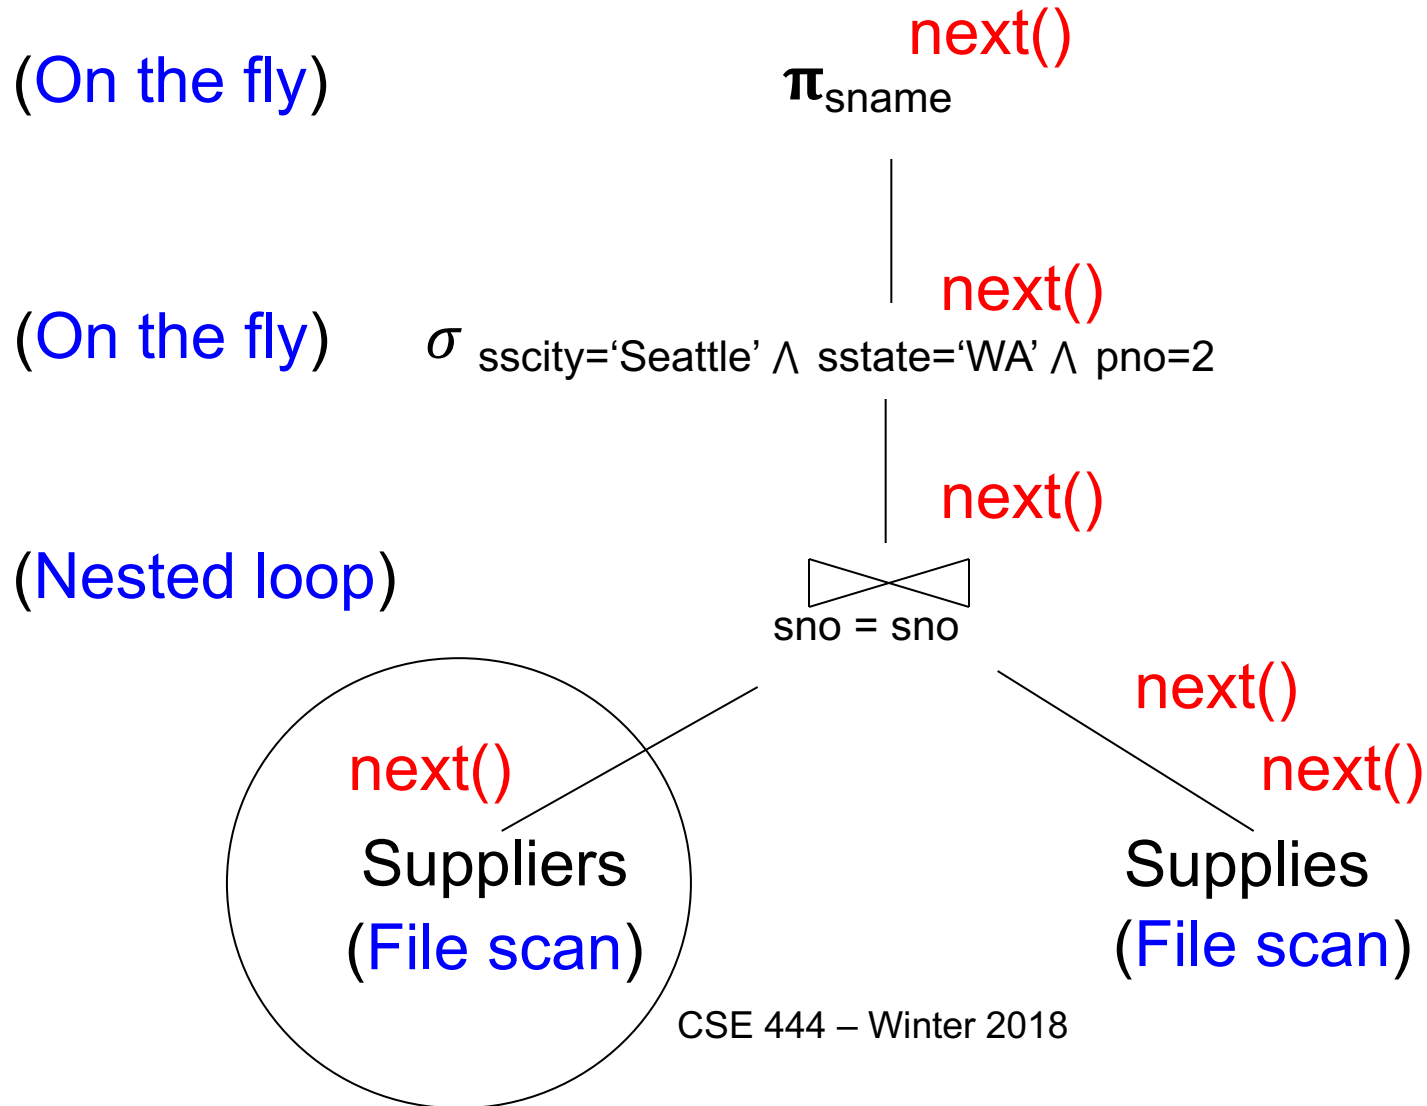 next()
(On the fly) πsname
next()
(On the fly) σ sscity=‘Seattle’ ∧ sstate=‘WA’ ∧ pno=2
next()
(Nested loop)
sno = sno
next()
next() next()
Suppliers Supplies
(File scan) (File scan)
CSE 444 – Winter 2018